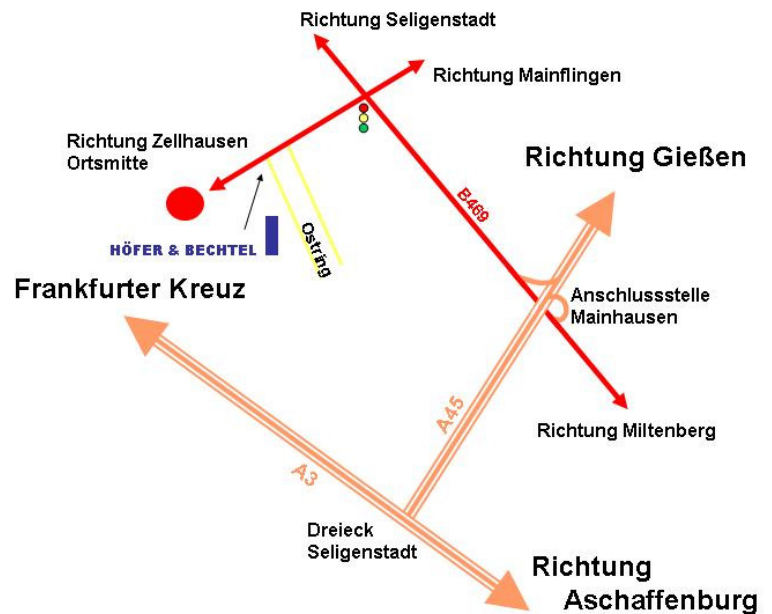 Richtung Seligenstadt
Richtung Mainflingen
Richtung Zellhausen
Ortsmitte
Richtung Gießen
B469
HÖFER & BECHTEL
Ostring
Frankfurter Kreuz
Anschlussstelle
Mainhausen
A45
Richtung Miltenberg
A3
Dreieck
Seligenstadt
Richtung
Aschaffenburg